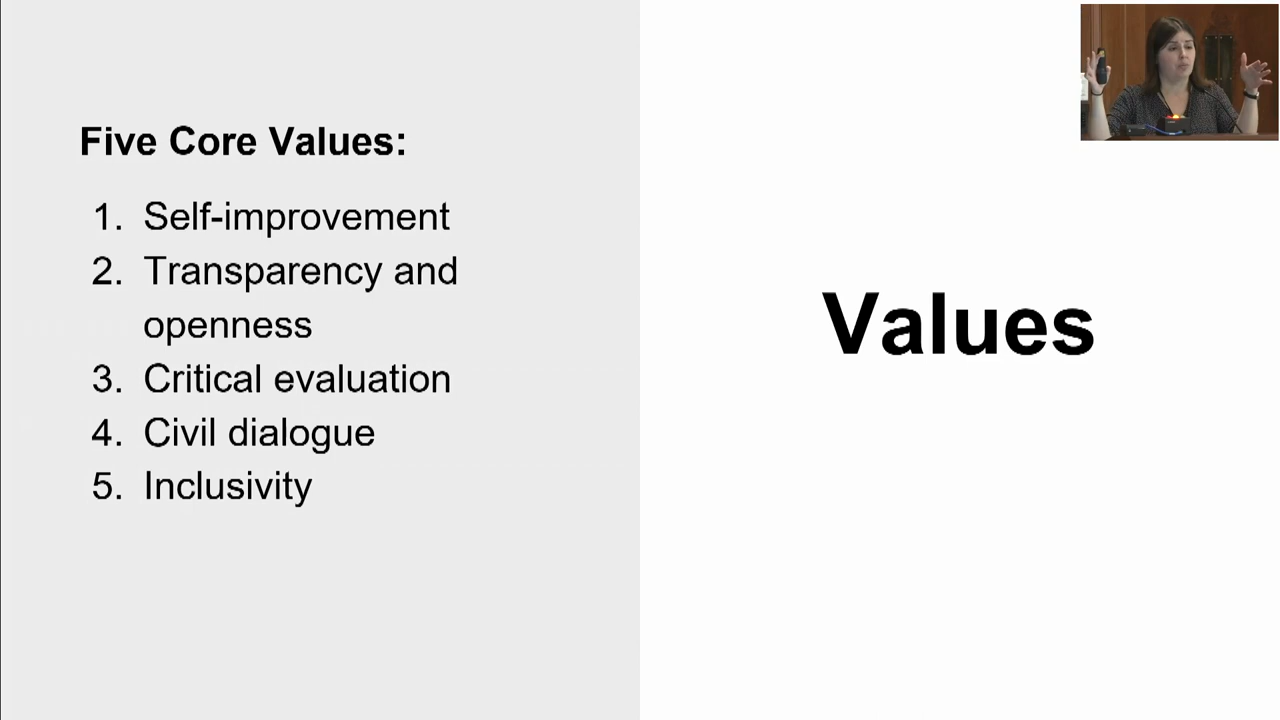 Five Core Values:
1. Self-improvement
2. Transparency and
openness
3. Critical evaluation
4. Civil dialogue
5. Inclusivity
Values